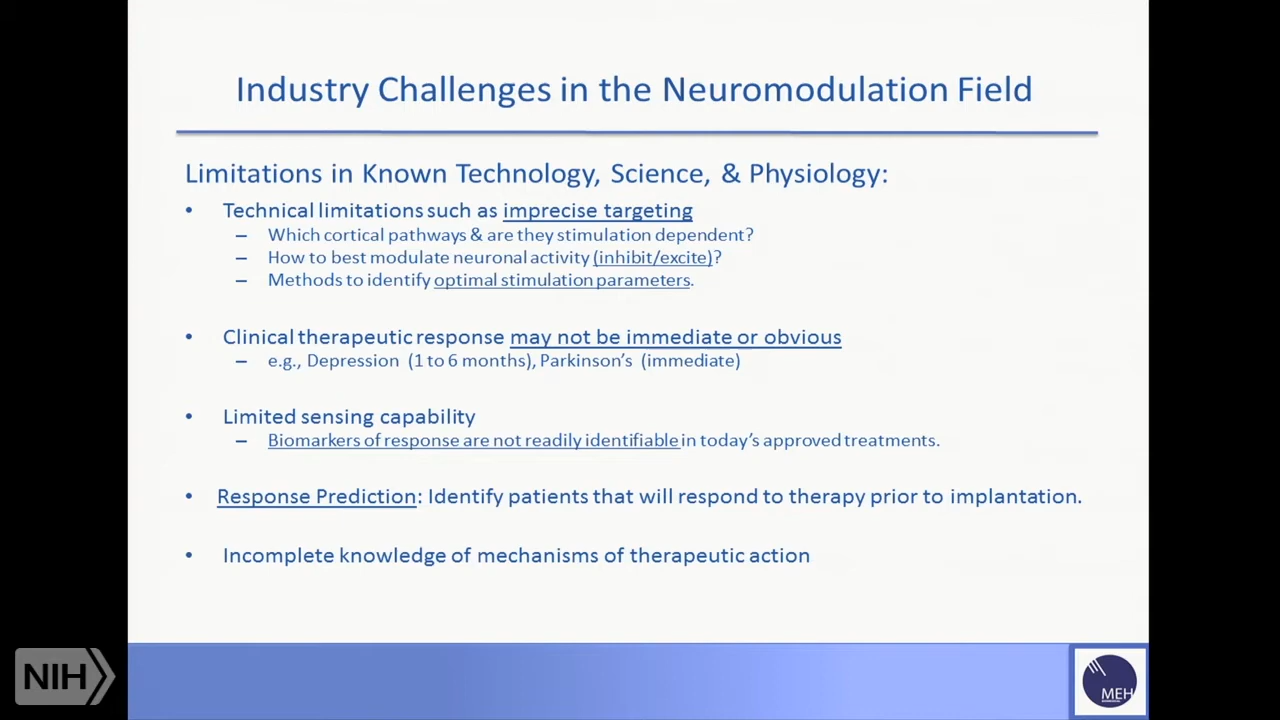 Industry Challenges in the Neuromodulation Field
Limitations in Known Technology, Science, & Physiology:
• Technical limitations such as imprecise targeting
– Which cortical pathways & are they stimulation dependent?
– How to best modulate neuronal activity (inhibit/excite)?
– Methods to identify optimal stimulation parameters.
• Clinical therapeutic response may not be immediate or obvious
– e.g., Depression (1 to 6 months), Parkinson's (immediate)
• Limited sensing capability
– Biomarkers of response are not readily identifiable in today's approved treatments.
• Response Prediction: Identify patients that will respond to therapy prior to implantation.
• Incomplete knowledge of mechanisms of therapeutic action
NIH
MEH